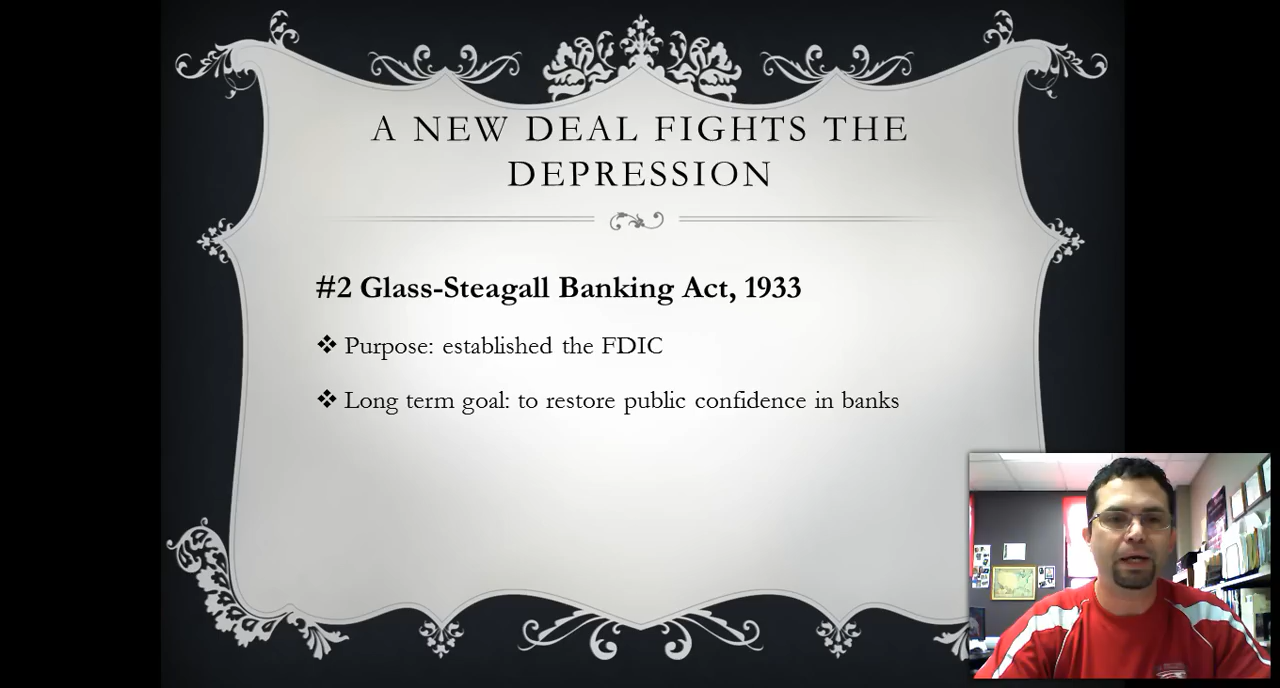 A NEW DEAL FIGHTS THE
DEPRESSION
#2 Glass-Steagall Banking Act, 1933
❖ Purpose: established the FDIC
❖ Long term goal: to restore public confidence in banks